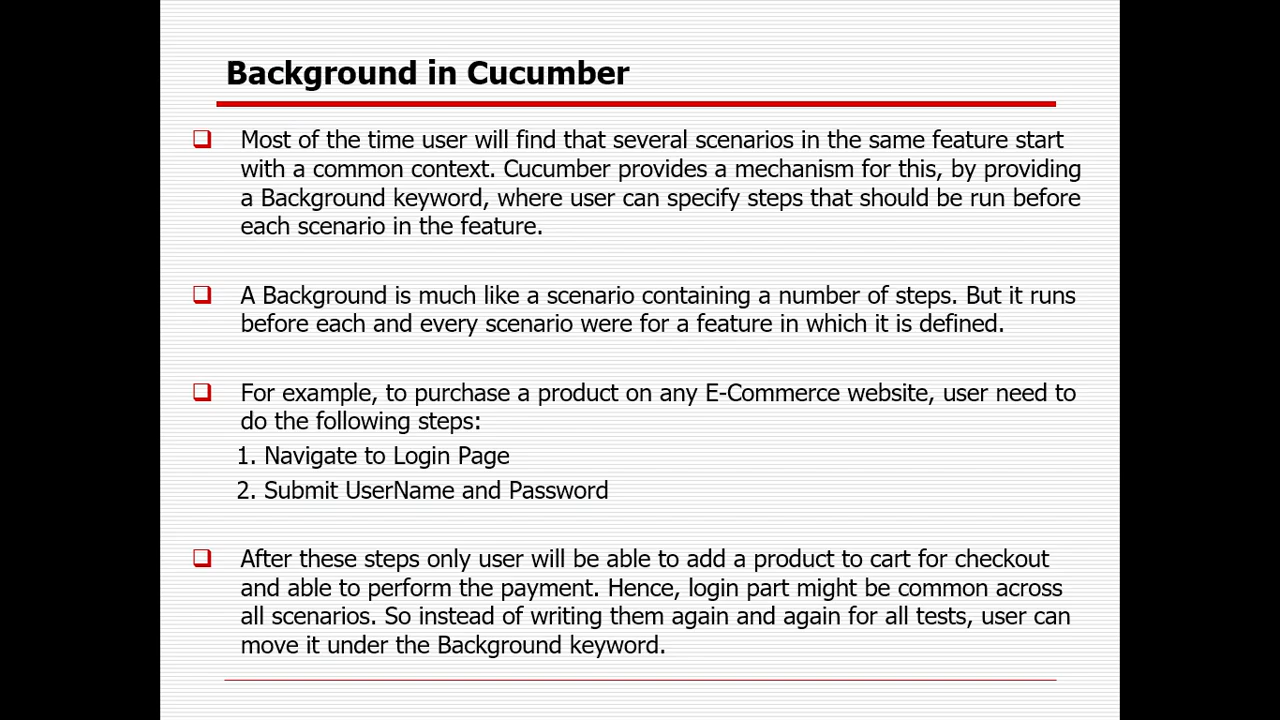 Background in Cucumber
Most of the time user will find that several scenarios in the same feature start
with a common context. Cucumber provides a mechanism for this, by providing
a Background keyword, where user can specify steps that should be run before
each scenario in the feature.
A Background is much like a scenario containing a number of steps. But it runs
before each and every scenario were for a feature in which it is defined.
For example, to purchase a product on any E-Commerce website, user need to
do the following steps:
1. Navigate to Login Page
2. Submit UserName and Password
After these steps only user will be able to add a product to cart for checkout
and able to perform the payment. Hence, login part might be common across
all scenarios. So instead of writing them again and again for all tests, user can
move it under the Background keyword.